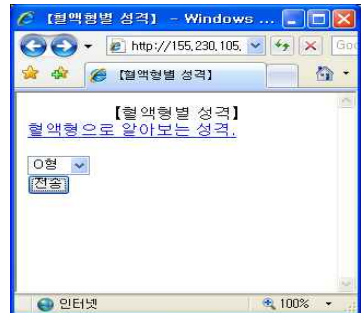 【혈액형별 성격】 - Windows ...
http://155,230,105,
Goo
【혈액형별 성격】
【혈액형별 성격】
혈액형으로 알아보는 성격.
O형
전송
인터넷
100%